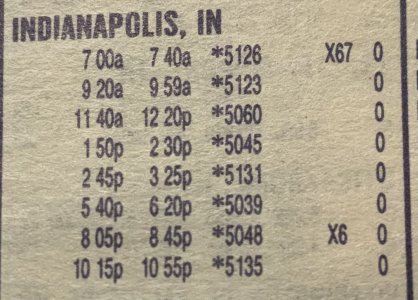 INDIANAPOLIS, IN
7 00a 7 40a *5126 X67 0
9 20a 9 59a *5123 0
11 40a 12 20p *5060 0
1 50p 2 30p *5045 0
2 45p 3 25p *5131 0
5 40p 6 20p *5039 0
8 05p 8 45p *5048 X6 0
10 15p 10 55p *5135 0